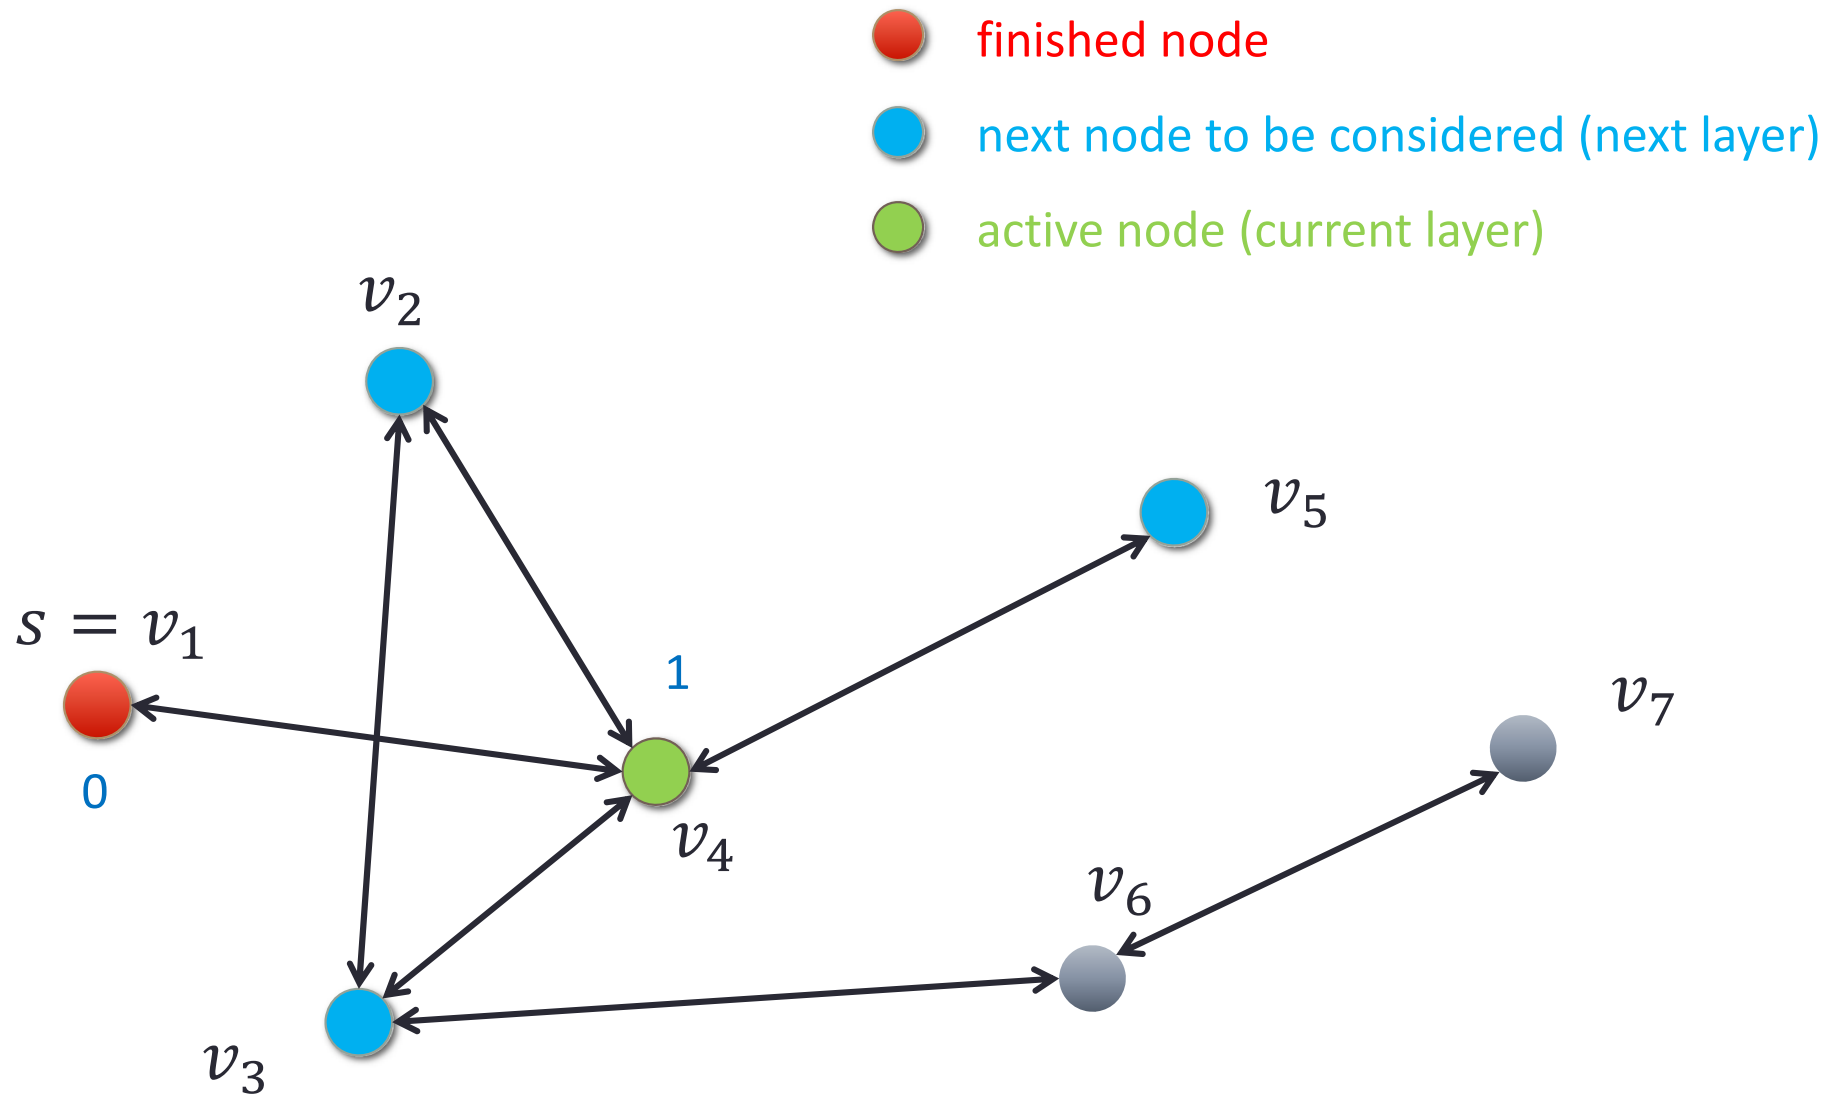 finished node
next node to be considered (next layer)
active node (current layer)
v₂
v₅
s = v₁
1
v₇
0
v₄
v₆
v₃